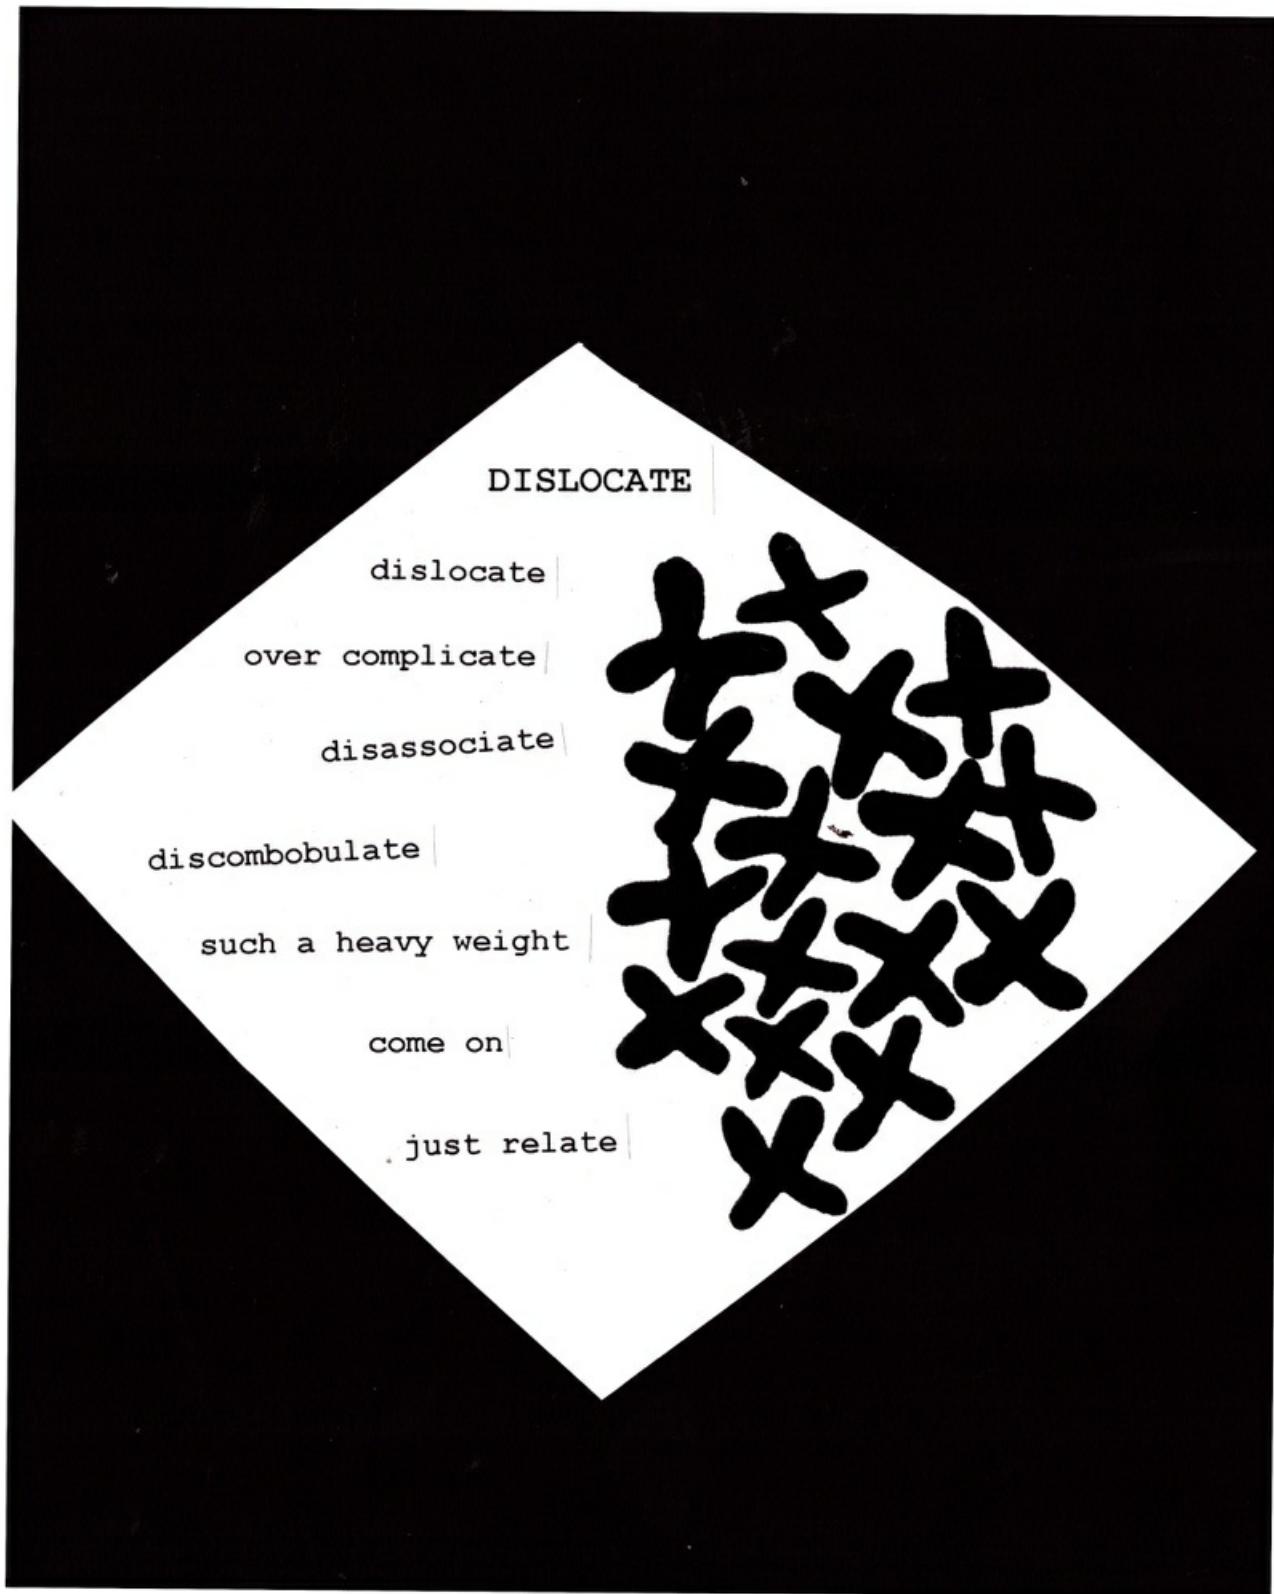 DISLOCATE
dislocate
over complicate
disassociate
discombobulate
such a heavy weight
come on
just relate